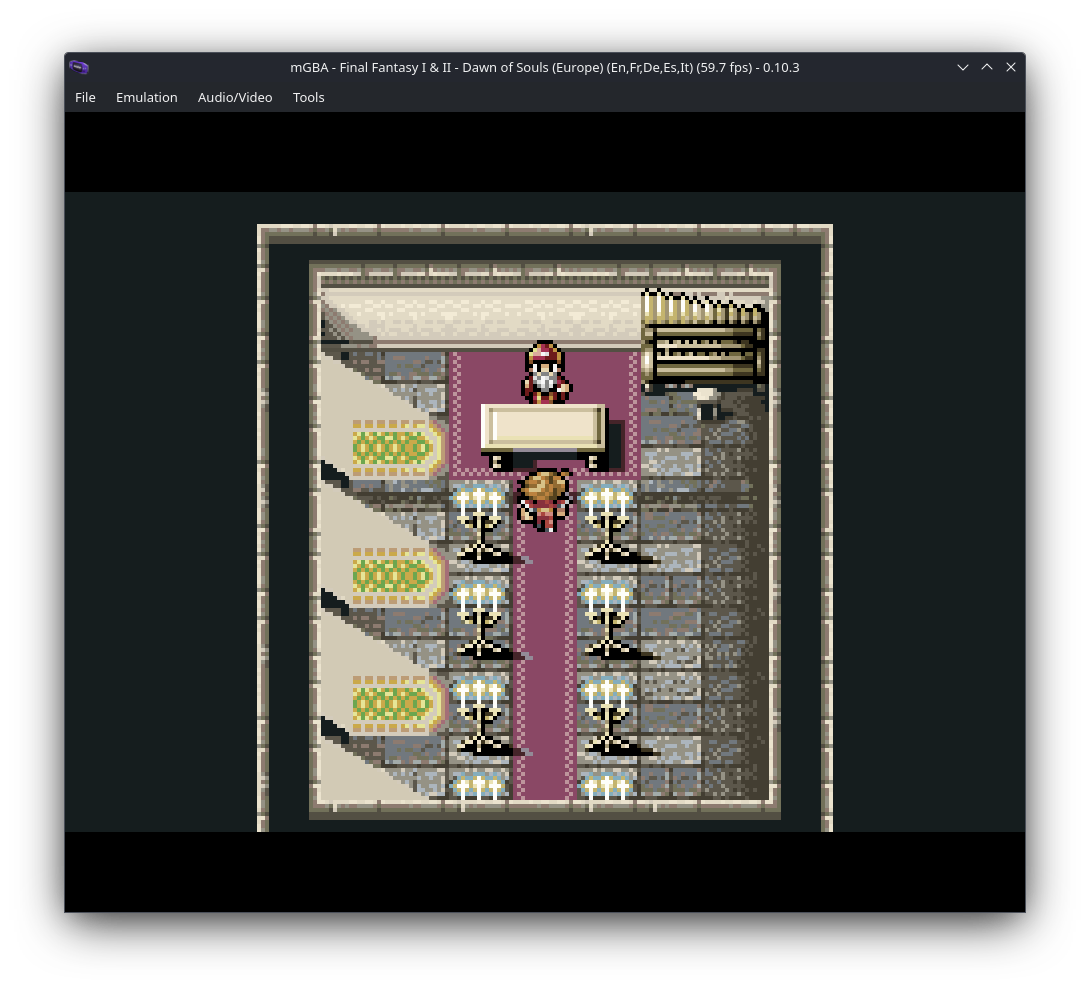 mGBA - Final Fantasy I & II - Dawn of Souls (Europe) (En,Fr,De,Es,It) (59.7 fps) - 0.10.3
File Emulation Audio/Video Tools